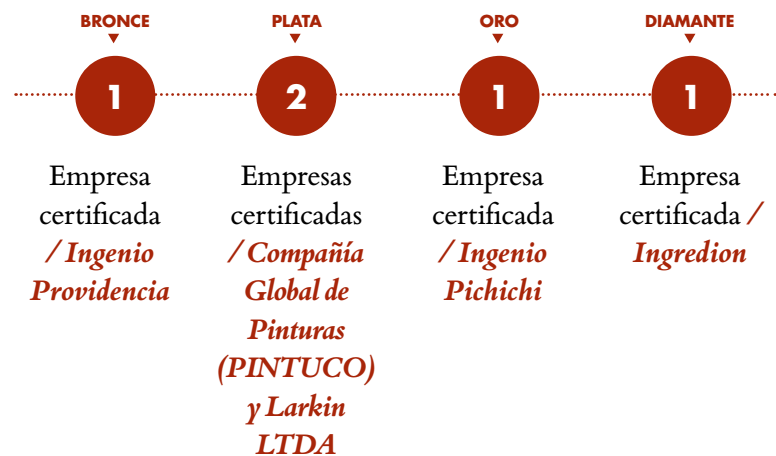 BRONCE
1
Empresa
certificada
/ Ingenio
Providencia
PLATA
2
Empresas
certificadas
/ Compañía
Global de
Pinturas
(PINTUCO)
y Larkin
LTDA
ORO
1
Empresa
certificada
/ Ingenio
Pichichi
DIAMANTE
1
Empresa
certificada /
Ingredion